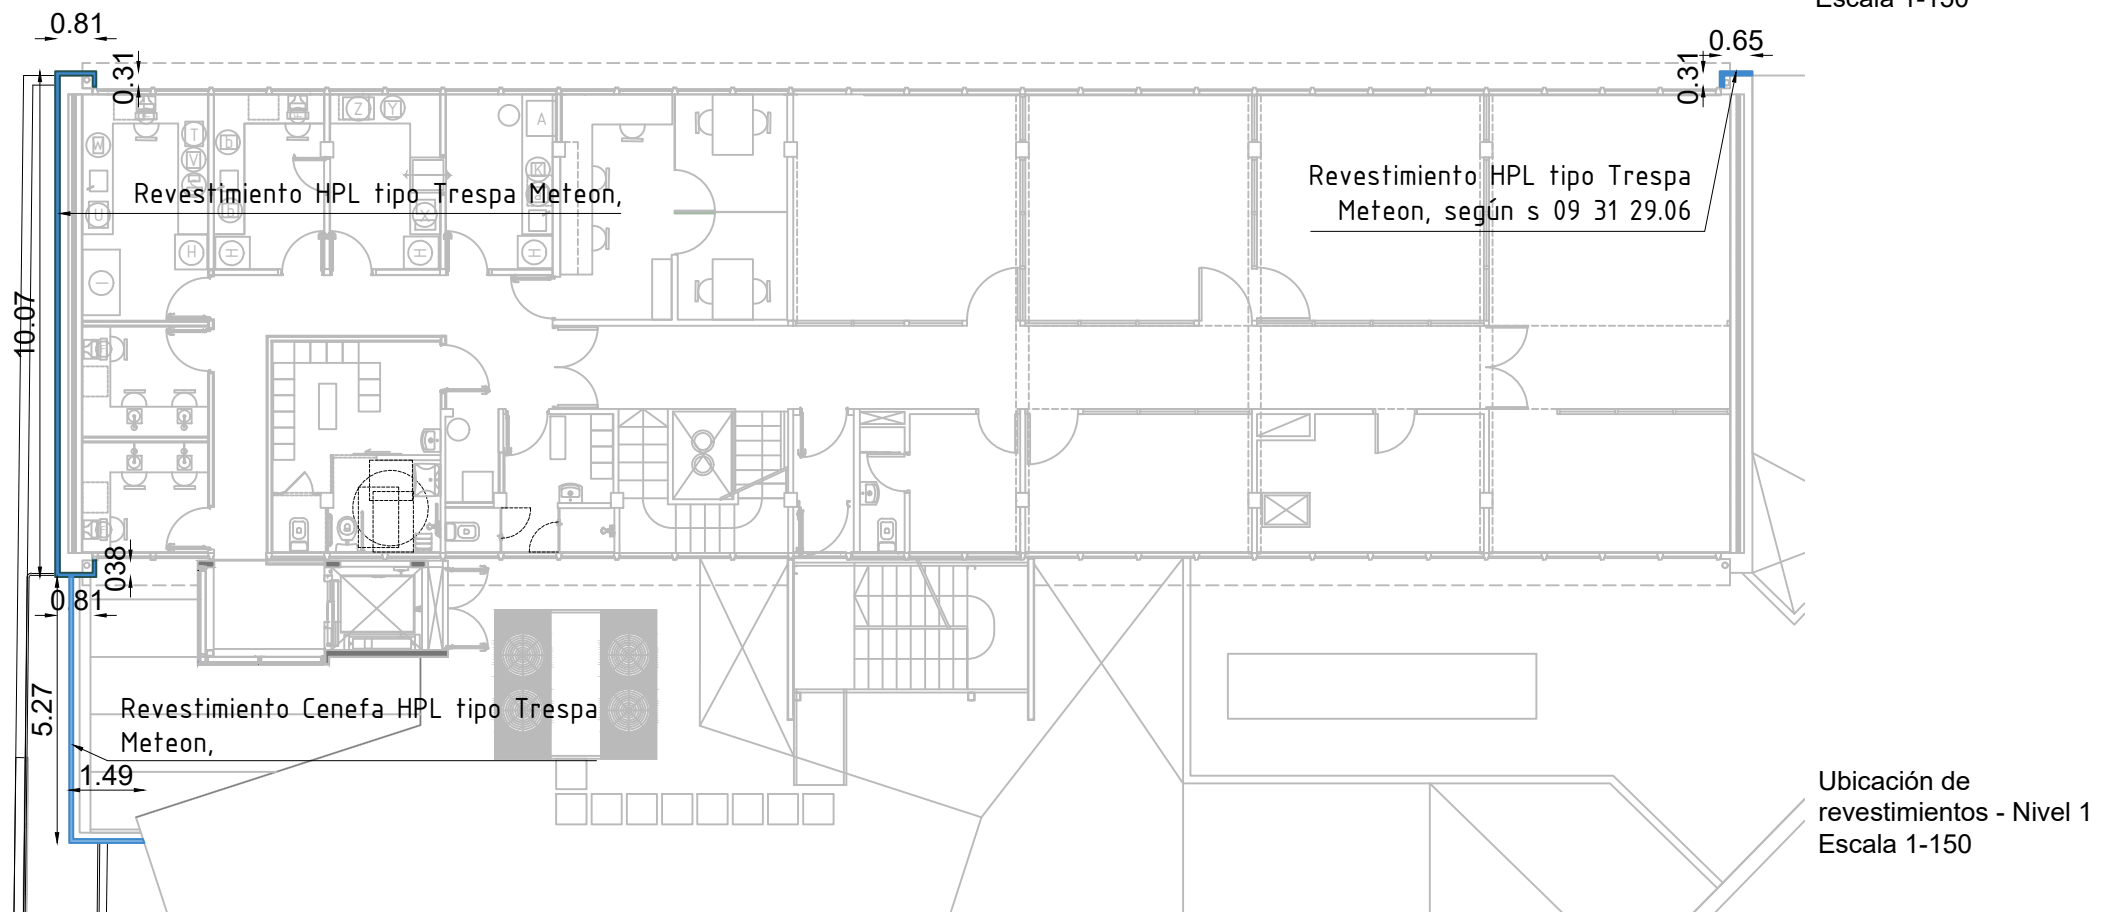 Escala 1-150
0.81
0.31
0.65
0.31
Revestimiento HPL tipo Trespa Meteon,
Revestimiento HPL tipo Trespa
Meteon, según s 09 31 29.06
10.07
W
T
V
U
H
I
b
b
H
Z
Y
X
H
A
K
H
038
0.81
5.27
Revestimiento Cenefa HPL tipo Trespa
Meteon,
1.49
Ubicación de
revestimientos - Nivel 1
Escala 1-150